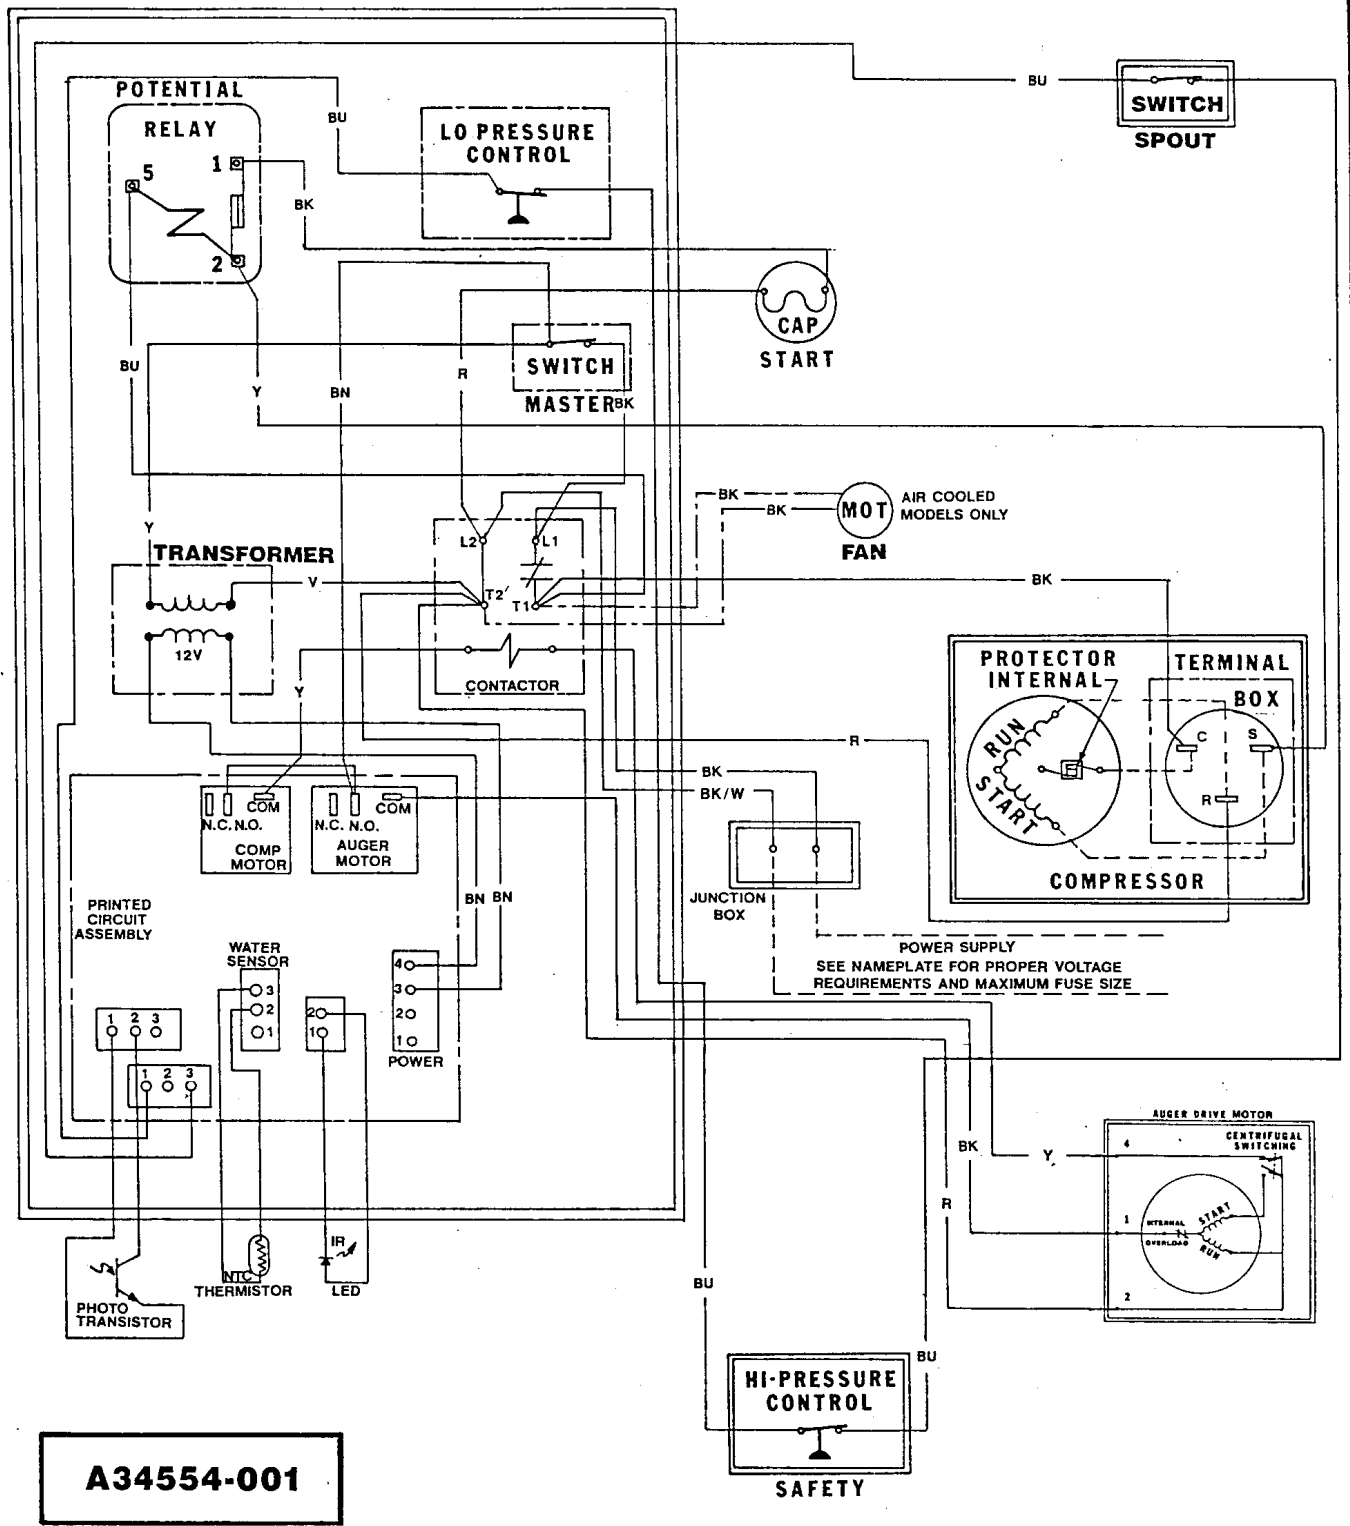 BU
SWITCH
SPOUT
POTENTIAL
RELAY
1
5
2
BU
BK
LO PRESSURE
CONTROL
CAP
START
BU
Y
BN
R
SWITCH
MASTER
BK
Y
TRANSFORMER
V
12V
Y
L2
L1
T2'
T1
CONTACTOR
BK
BK
MOT
FAN
AIR COOLED
MODELS ONLY
BK
R
BK
BK/W
JUNCTION
BOX
PROTECTOR
INTERNAL
TERMINAL
BOX
RUN
START
C
S
R
COMPRESSOR
POWER SUPPLY
SEE NAMEPLATE FOR PROPER VOLTAGE
REQUIREMENTS AND MAXIMUM FUSE SIZE
COM
N.C. N.O.
COMP
MOTOR
COM
N.C. N.O.
AUGER
MOTOR
PRINTED
CIRCUIT
ASSEMBLY
BN BN
WATER
SENSOR
3
2
1
2
1
4
3
2
1
POWER
1 2 3
1 2 3
PHOTO
TRANSISTOR
NTC
THERMISTOR
IR
LED
BK
Y
R
BU
BU
AUGER DRIVE MOTOR
CENTRIFUGAL
SWITCHING
4
1
2
INTERNAL
OVERLOAD
START
RUN
HI-PRESSURE
CONTROL
SAFETY
A34554-001